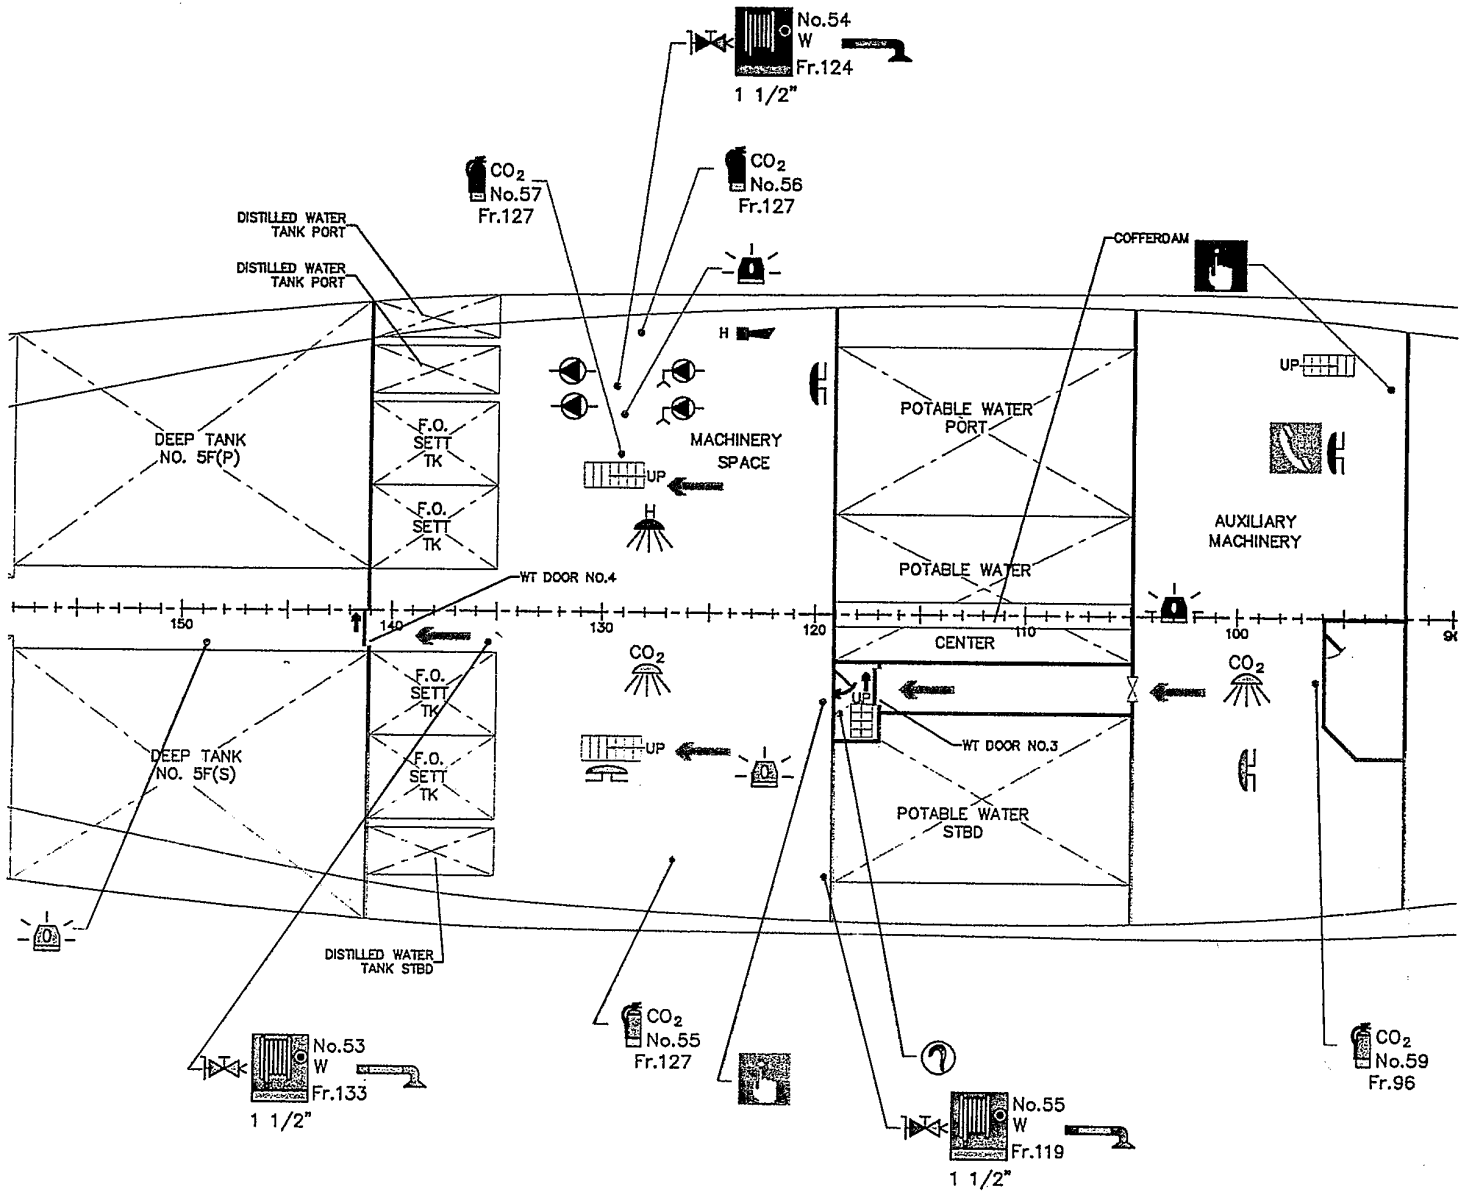 No.54
W
Fr.124
1 1/2"
CO2
No.57
Fr.127
CO2
No.56
Fr.127
DISTILLED WATER
TANK PORT
DISTILLED WATER
TANK PORT
COFFERDAM
H
UP
F.O.
SETT
TK
DEEP TANK
NO. 5F(P)
MACHINERY
SPACE
POTABLE WATER
PORT
UP
F.O.
SETT
TK
H
AUXILIARY
MACHINERY
POTABLE WATER
WT DOOR NO.4
150
140
130
120
110
100
90
CENTER
CO2
CO2
F.O.
SETT
TK
UP
UP
WT DOOR NO.3
DEEP TANK
NO. 5F(S)
F.O.
SETT
TK
POTABLE WATER
STBD
DISTILLED WATER
TANK STBD
CO2
No.55
Fr.127
No.53
W
Fr.133
1 1/2"
CO2
No.59
Fr.96
No.55
W
Fr.119
1 1/2"